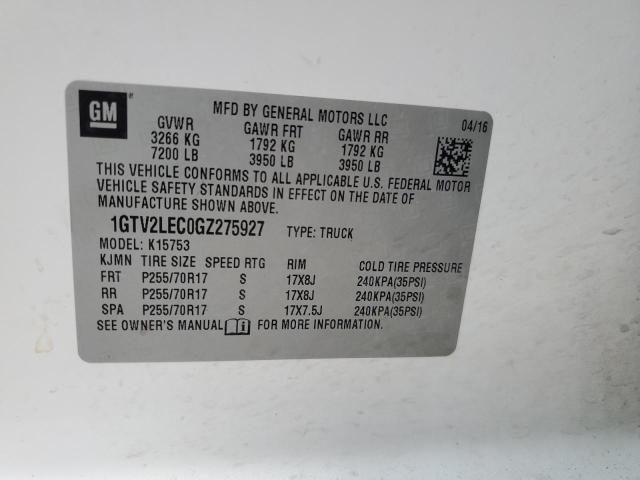 GM
MFD BY GENERAL MOTORS LLC
04/16
GVWR GAWR FRT GAWR RR
3266 KG 1792 KG 1792 KG
7200 LB 3950 LB 3950 LB
THIS VEHICLE CONFORMS TO ALL APPLICABLE U.S. FEDERAL MOTOR
VEHICLE SAFETY STANDARDS IN EFFECT ON THE DATE OF
MANUFACTURE SHOWN ABOVE.
1GTV2LEC0GZ275927 TYPE: TRUCK
MODEL: K15753
KJMN TIRE SIZE SPEED RTG RIM COLD TIRE PRESSURE
FRT P255/70R17 S 17X8J 240KPA(35PSI)
RR P255/70R17 S 17X8J 240KPA(35PSI)
SPA P255/70R17 S 17X7.5J 240KPA(35PSI)
SEE OWNER'S MANUAL FOR MORE INFORMATION.